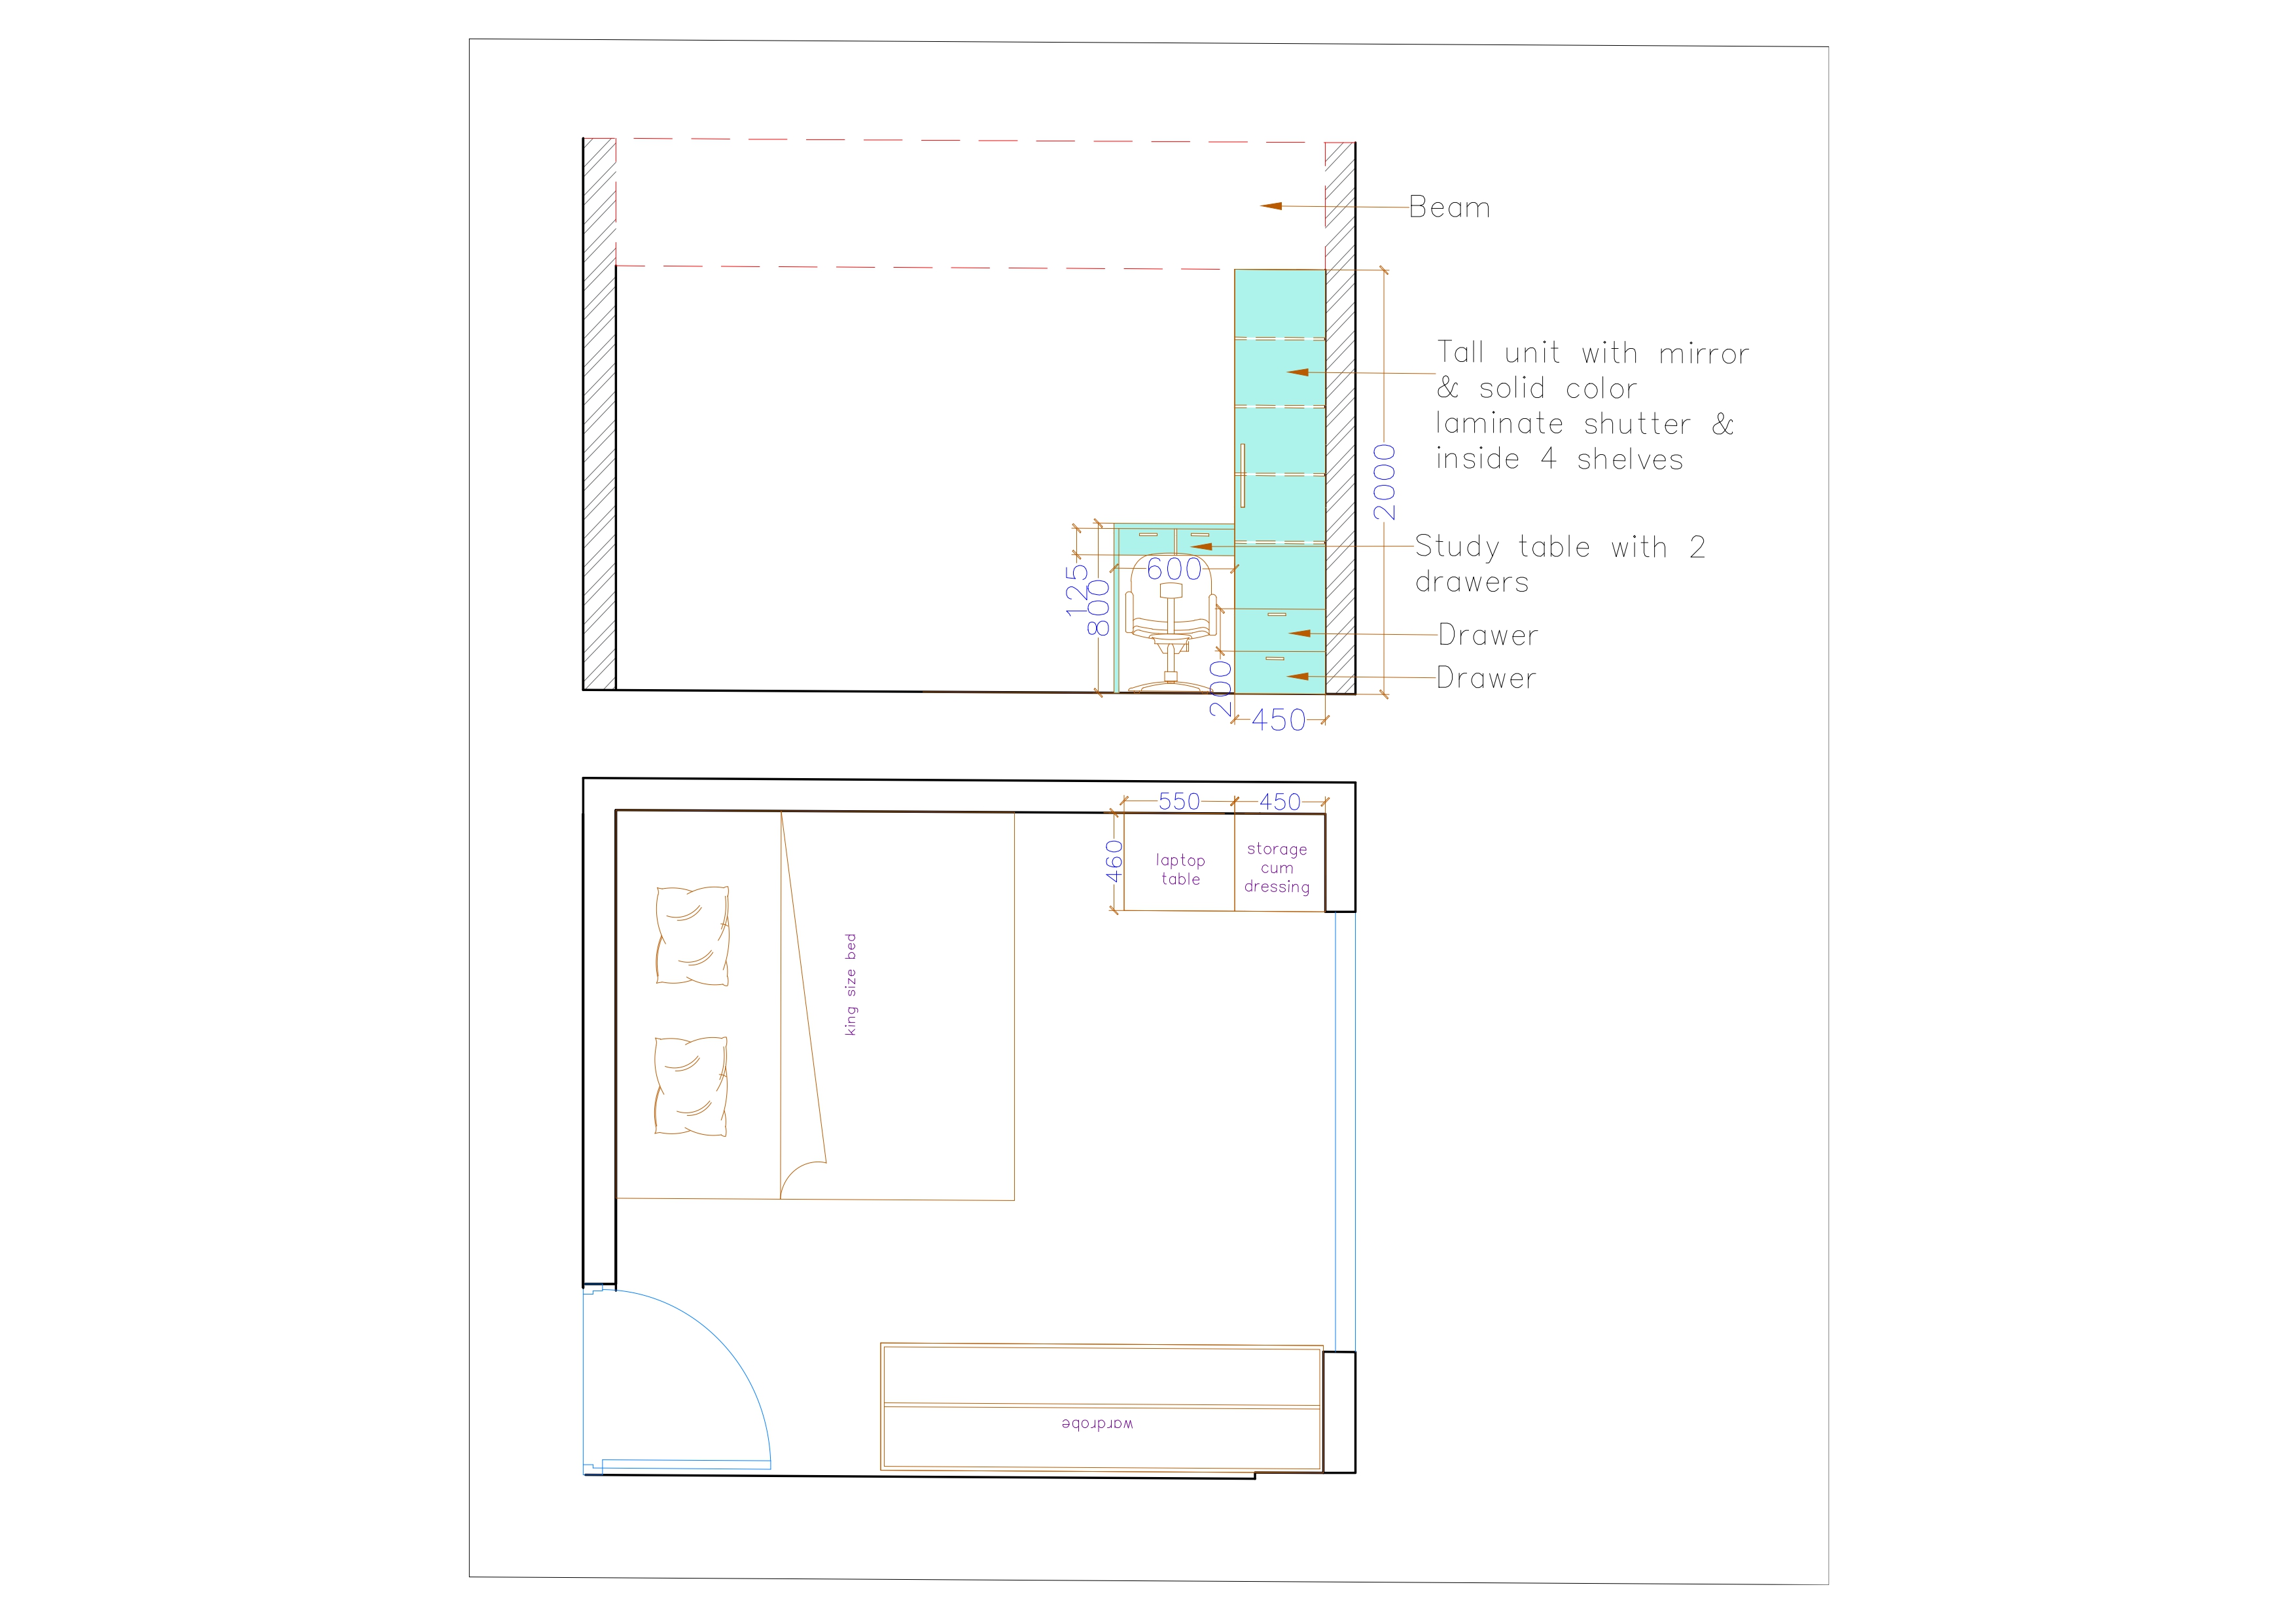 Beam
Tall unit with mirror
& solid color
laminate shutter &
inside 4 shelves
2000
Study table with 2
drawers
125
800
600
Drawer
200
Drawer
450
550
450
460
laptop
table
storage
cum
dressing
king size bed
wardrobe